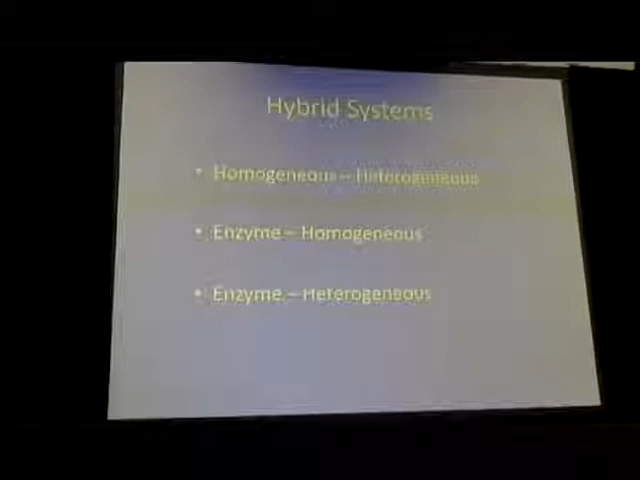 Hybrid Systems
• Homogeneous – Heterogeneous
• Enzyme – Homogeneous
• Enzyme – Heterogeneous